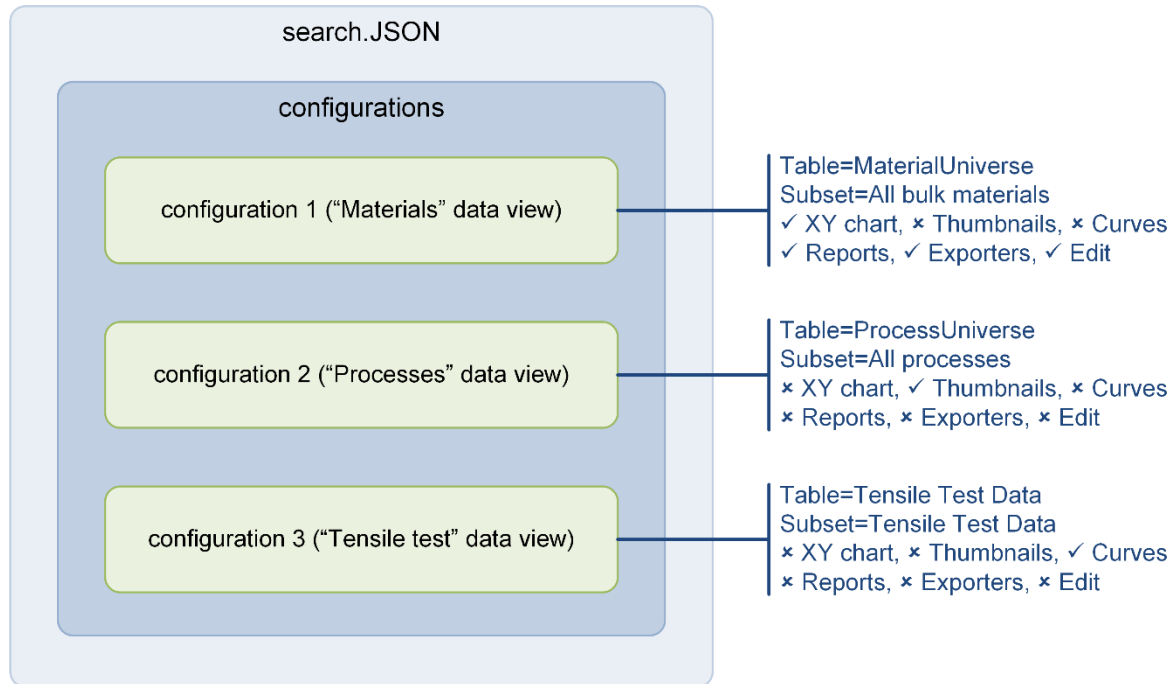 search.JSON
configurations
configuration 1 (“Materials” data view)
Table=MaterialUniverse
Subset=All bulk materials
✓ XY chart, × Thumbnails, × Curves
✓ Reports, ✓ Exporters, ✓ Edit
configuration 2 (“Processes” data view)
Table=ProcessUniverse
Subset=All processes
× XY chart, ✓ Thumbnails, × Curves
× Reports, × Exporters, × Edit
configuration 3 (“Tensile test” data view)
Table=Tensile Test Data
Subset=Tensile Test Data
× XY chart, × Thumbnails, ✓ Curves
× Reports, × Exporters, × Edit